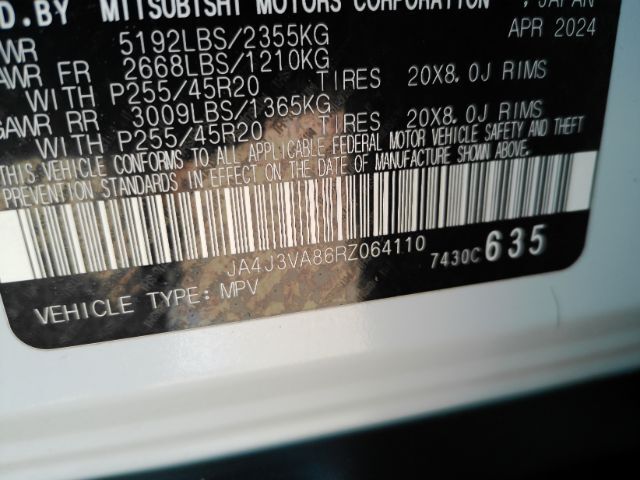 D.BY MITSUBISHI MOTORS CORPORATION , JAPAN
APR 2024
WR 5192LBS/2355KG
AWR FR 2668LBS/1210KG
WITH P255/45R20 TIRES 20X8.0J RIMS
GAWR RR 3009LBS/1365KG
WITH P255/45R20 TIRES 20X8.0J RIMS
THIS VEHICLE CONFORMS TO ALL APPLICABLE FEDERAL MOTOR VEHICLE SAFETY AND THEFT
PREVENTION STANDARDS IN EFFECT ON THE DATE OF MANUFACTURE SHOWN ABOVE.
JA4J3VA86RZ064110 7430C 635
VEHICLE TYPE: MPV